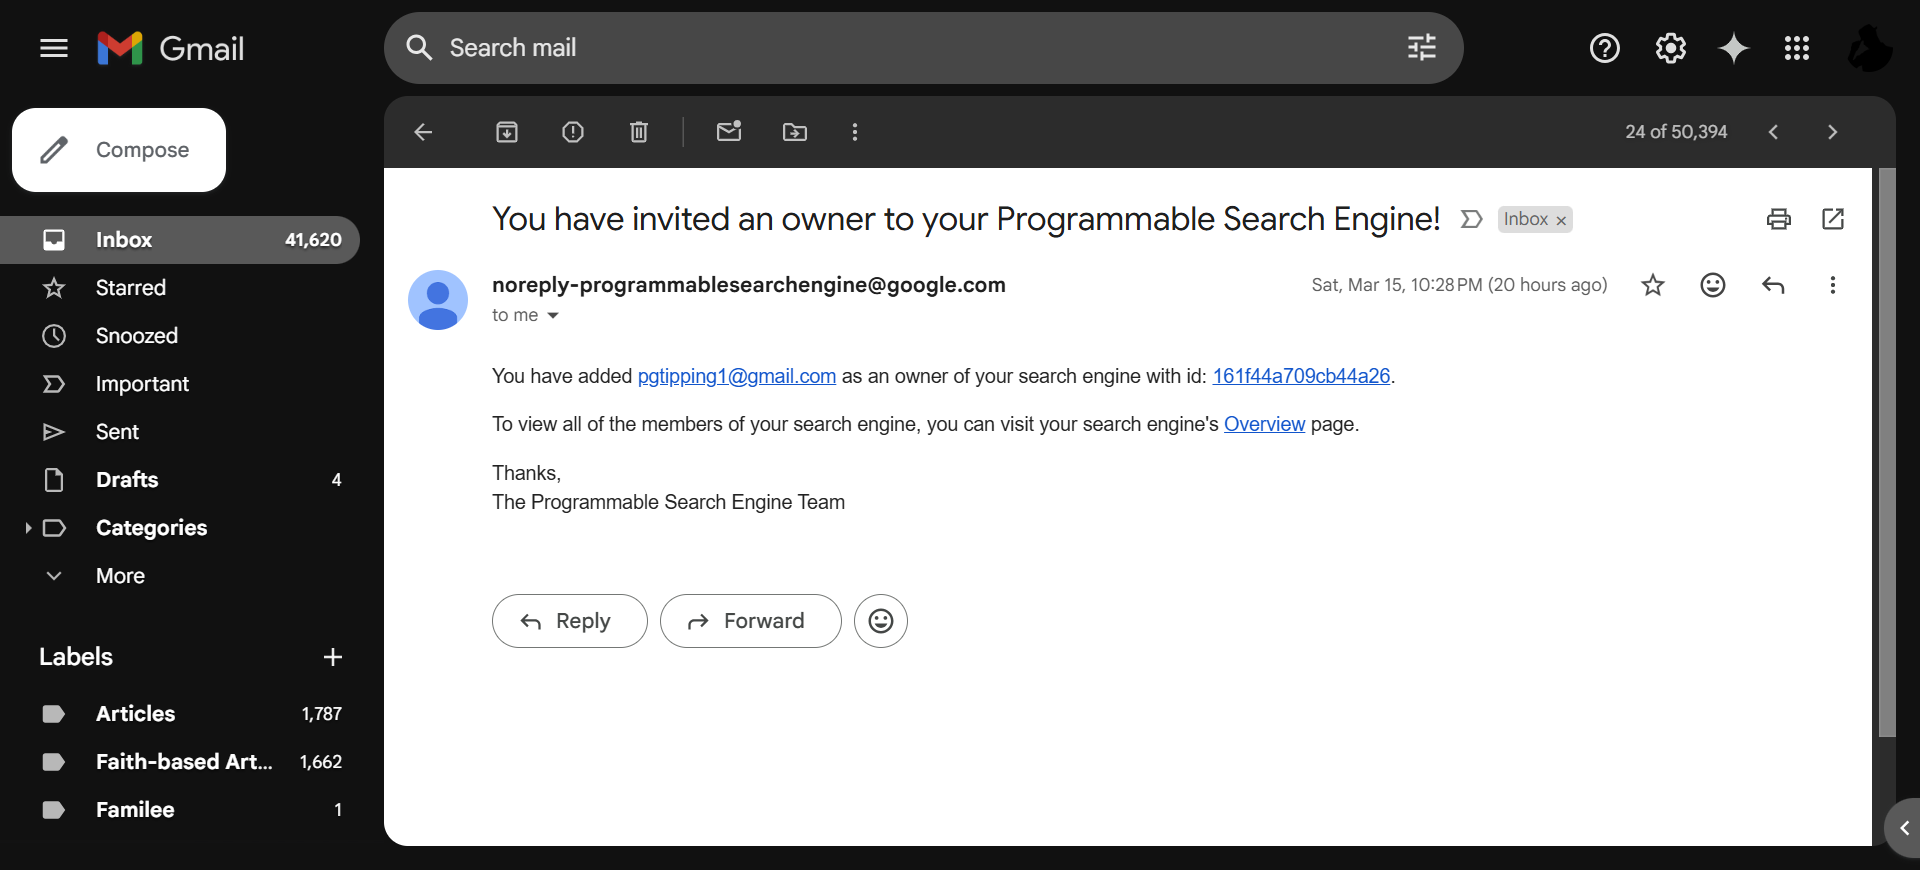 Gmail
Search mail
Compose
24 of 50,394
Inbox 41,620
Starred
Snoozed
Important
Sent
Drafts 4
Categories
More
Labels
Articles 1,787
Faith-based Art... 1,662
Familee 1
You have invited an owner to your Programmable Search Engine! Inbox x
noreply-programmablesearchengine@google.com Sat, Mar 15, 10:28 PM (20 hours ago)
to me
You have added pgtipping1@gmail.com as an owner of your search engine with id: 161f44a709cb44a26.
To view all of the members of your search engine, you can visit your search engine's Overview page.
Thanks,
The Programmable Search Engine Team
Reply Forward